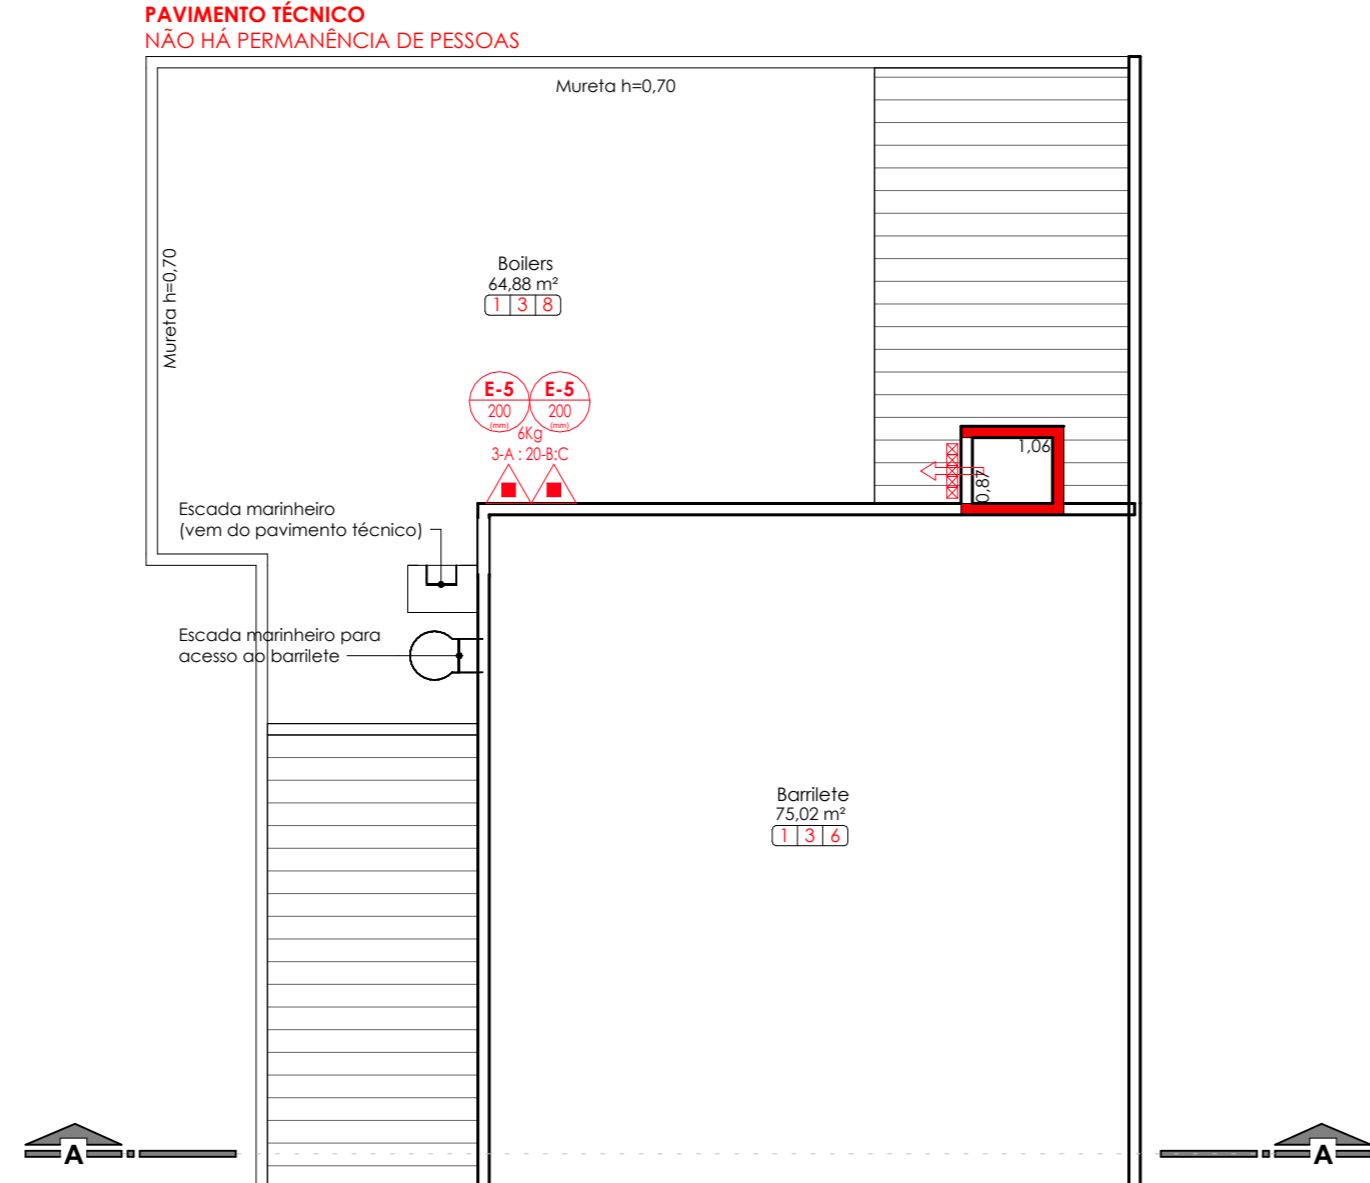 PAVIMENTO TÉCNICO
NÃO HÁ PERMANÊNCIA DE PESSOAS
Mureta h=0,70
Mureta h=0,70
Boilers
64,88 m²
1 3 8
E-5 E-5
200 200
(mm) (mm)
6Kg
3-A : 20-B:C
1,06
0,87
Escada marinheiro
(vem do pavimento técnico)
Escada marinheiro para
acesso ao barrilete
Barrilete
75,02 m²
1 3 6
A A